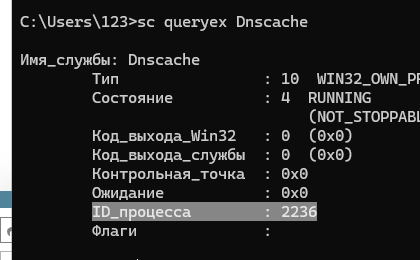 C:\Users\123>sc queryex Dnscache
Имя_службы: Dnscache
Тип : 10 WIN32_OWN_PR
Состояние : 4 RUNNING
(NOT_STOPPABL
Код_выхода_Win32 : 0 (0x0)
Код_выхода_службы : 0 (0x0)
Контрольная_точка : 0x0
Ожидание : 0x0
ID_процесса : 2236
Флаги :